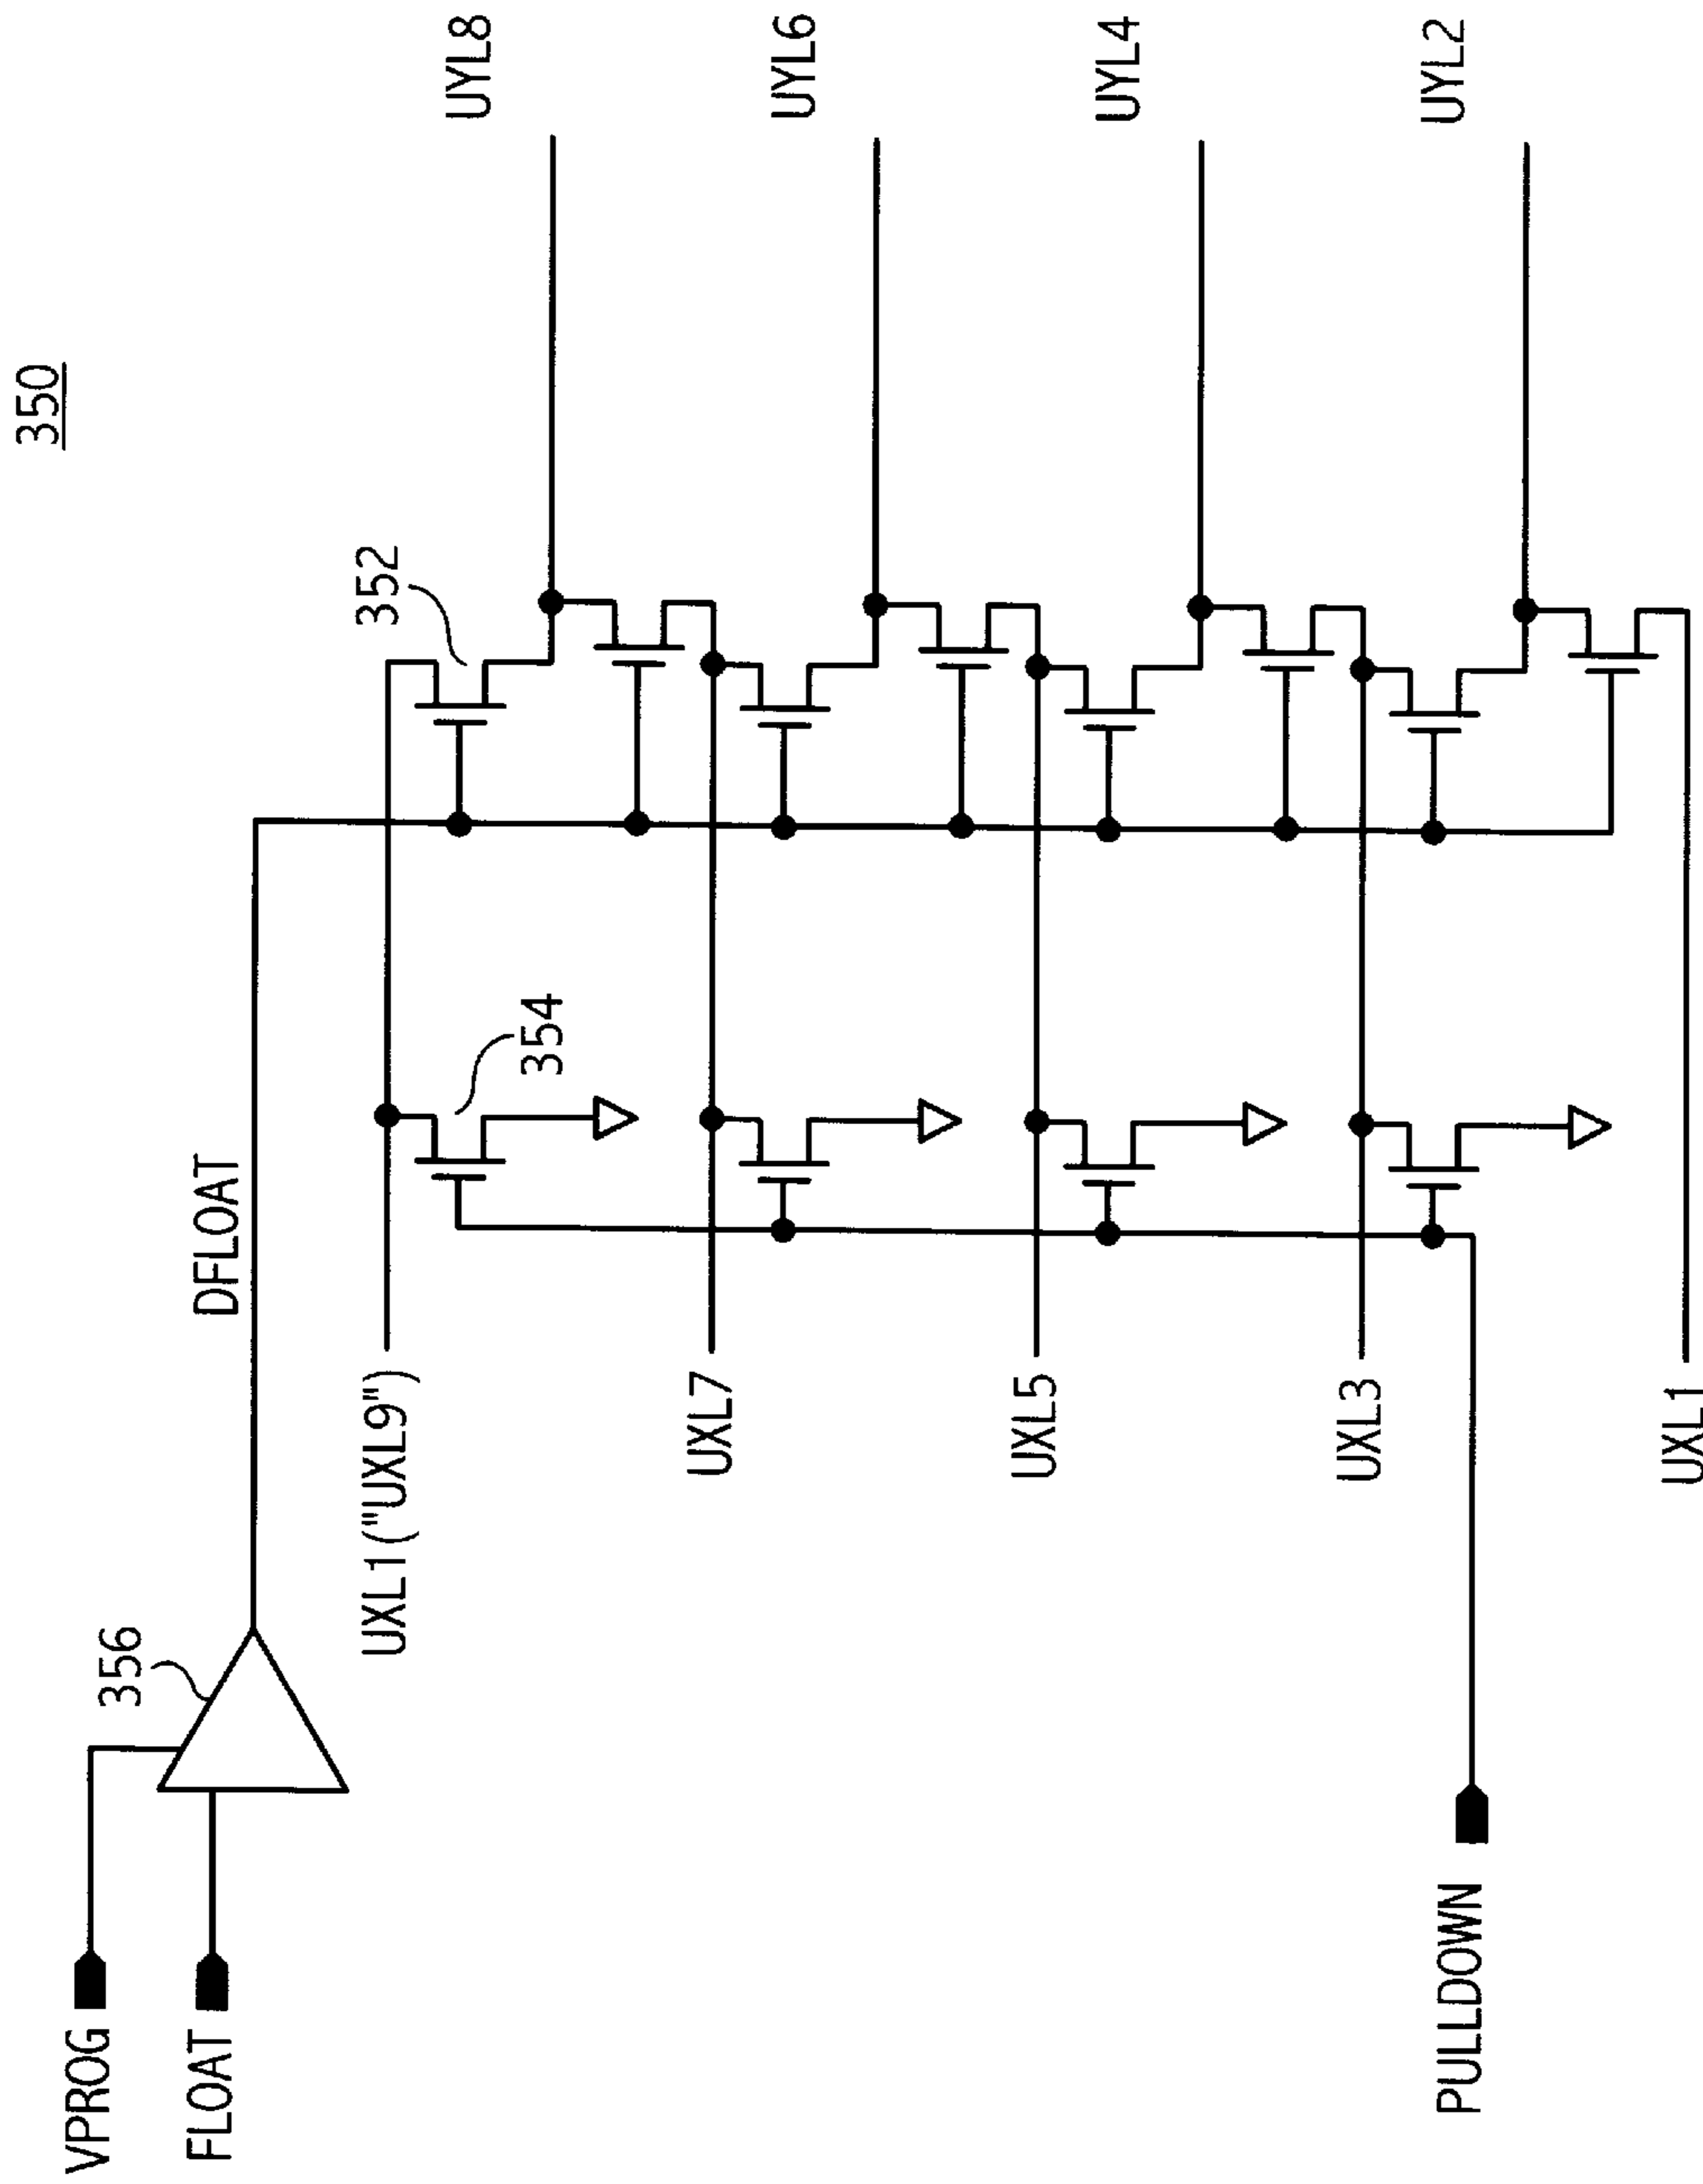 350
VPROG
FLOAT
356
DFLOAT
UXL1("UXL9")
354
352
UYL8
UXL7
UYL6
UXL5
UYL4
UXL3
UYL2
UXL1
PULLDOWN